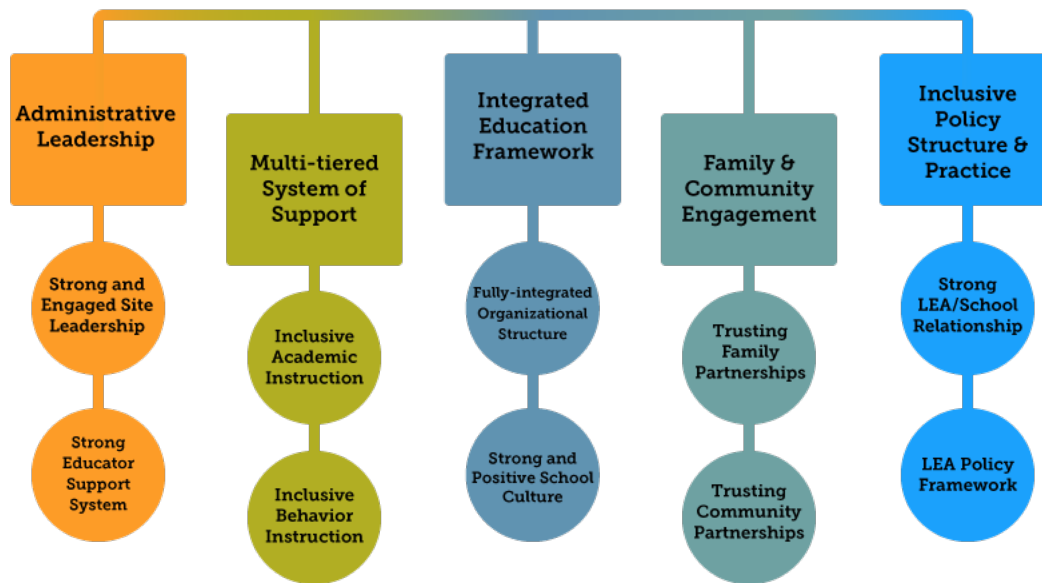 Administrative
Leadership
Strong and
Engaged Site
Leadership
Strong
Educator
Support
System
Multi-tiered
System of
Support
Inclusive
Academic
Instruction
Inclusive
Behavior
Instruction
Integrated
Education
Framework
Fully-integrated
Organizational
Structure
Strong and
Positive School
Culture
Family &
Community
Engagement
Trusting
Family
Partnerships
Trusting
Community
Partnerships
Inclusive
Policy
Structure &
Practice
Strong
LEA/School
Relationship
LEA Policy
Framework